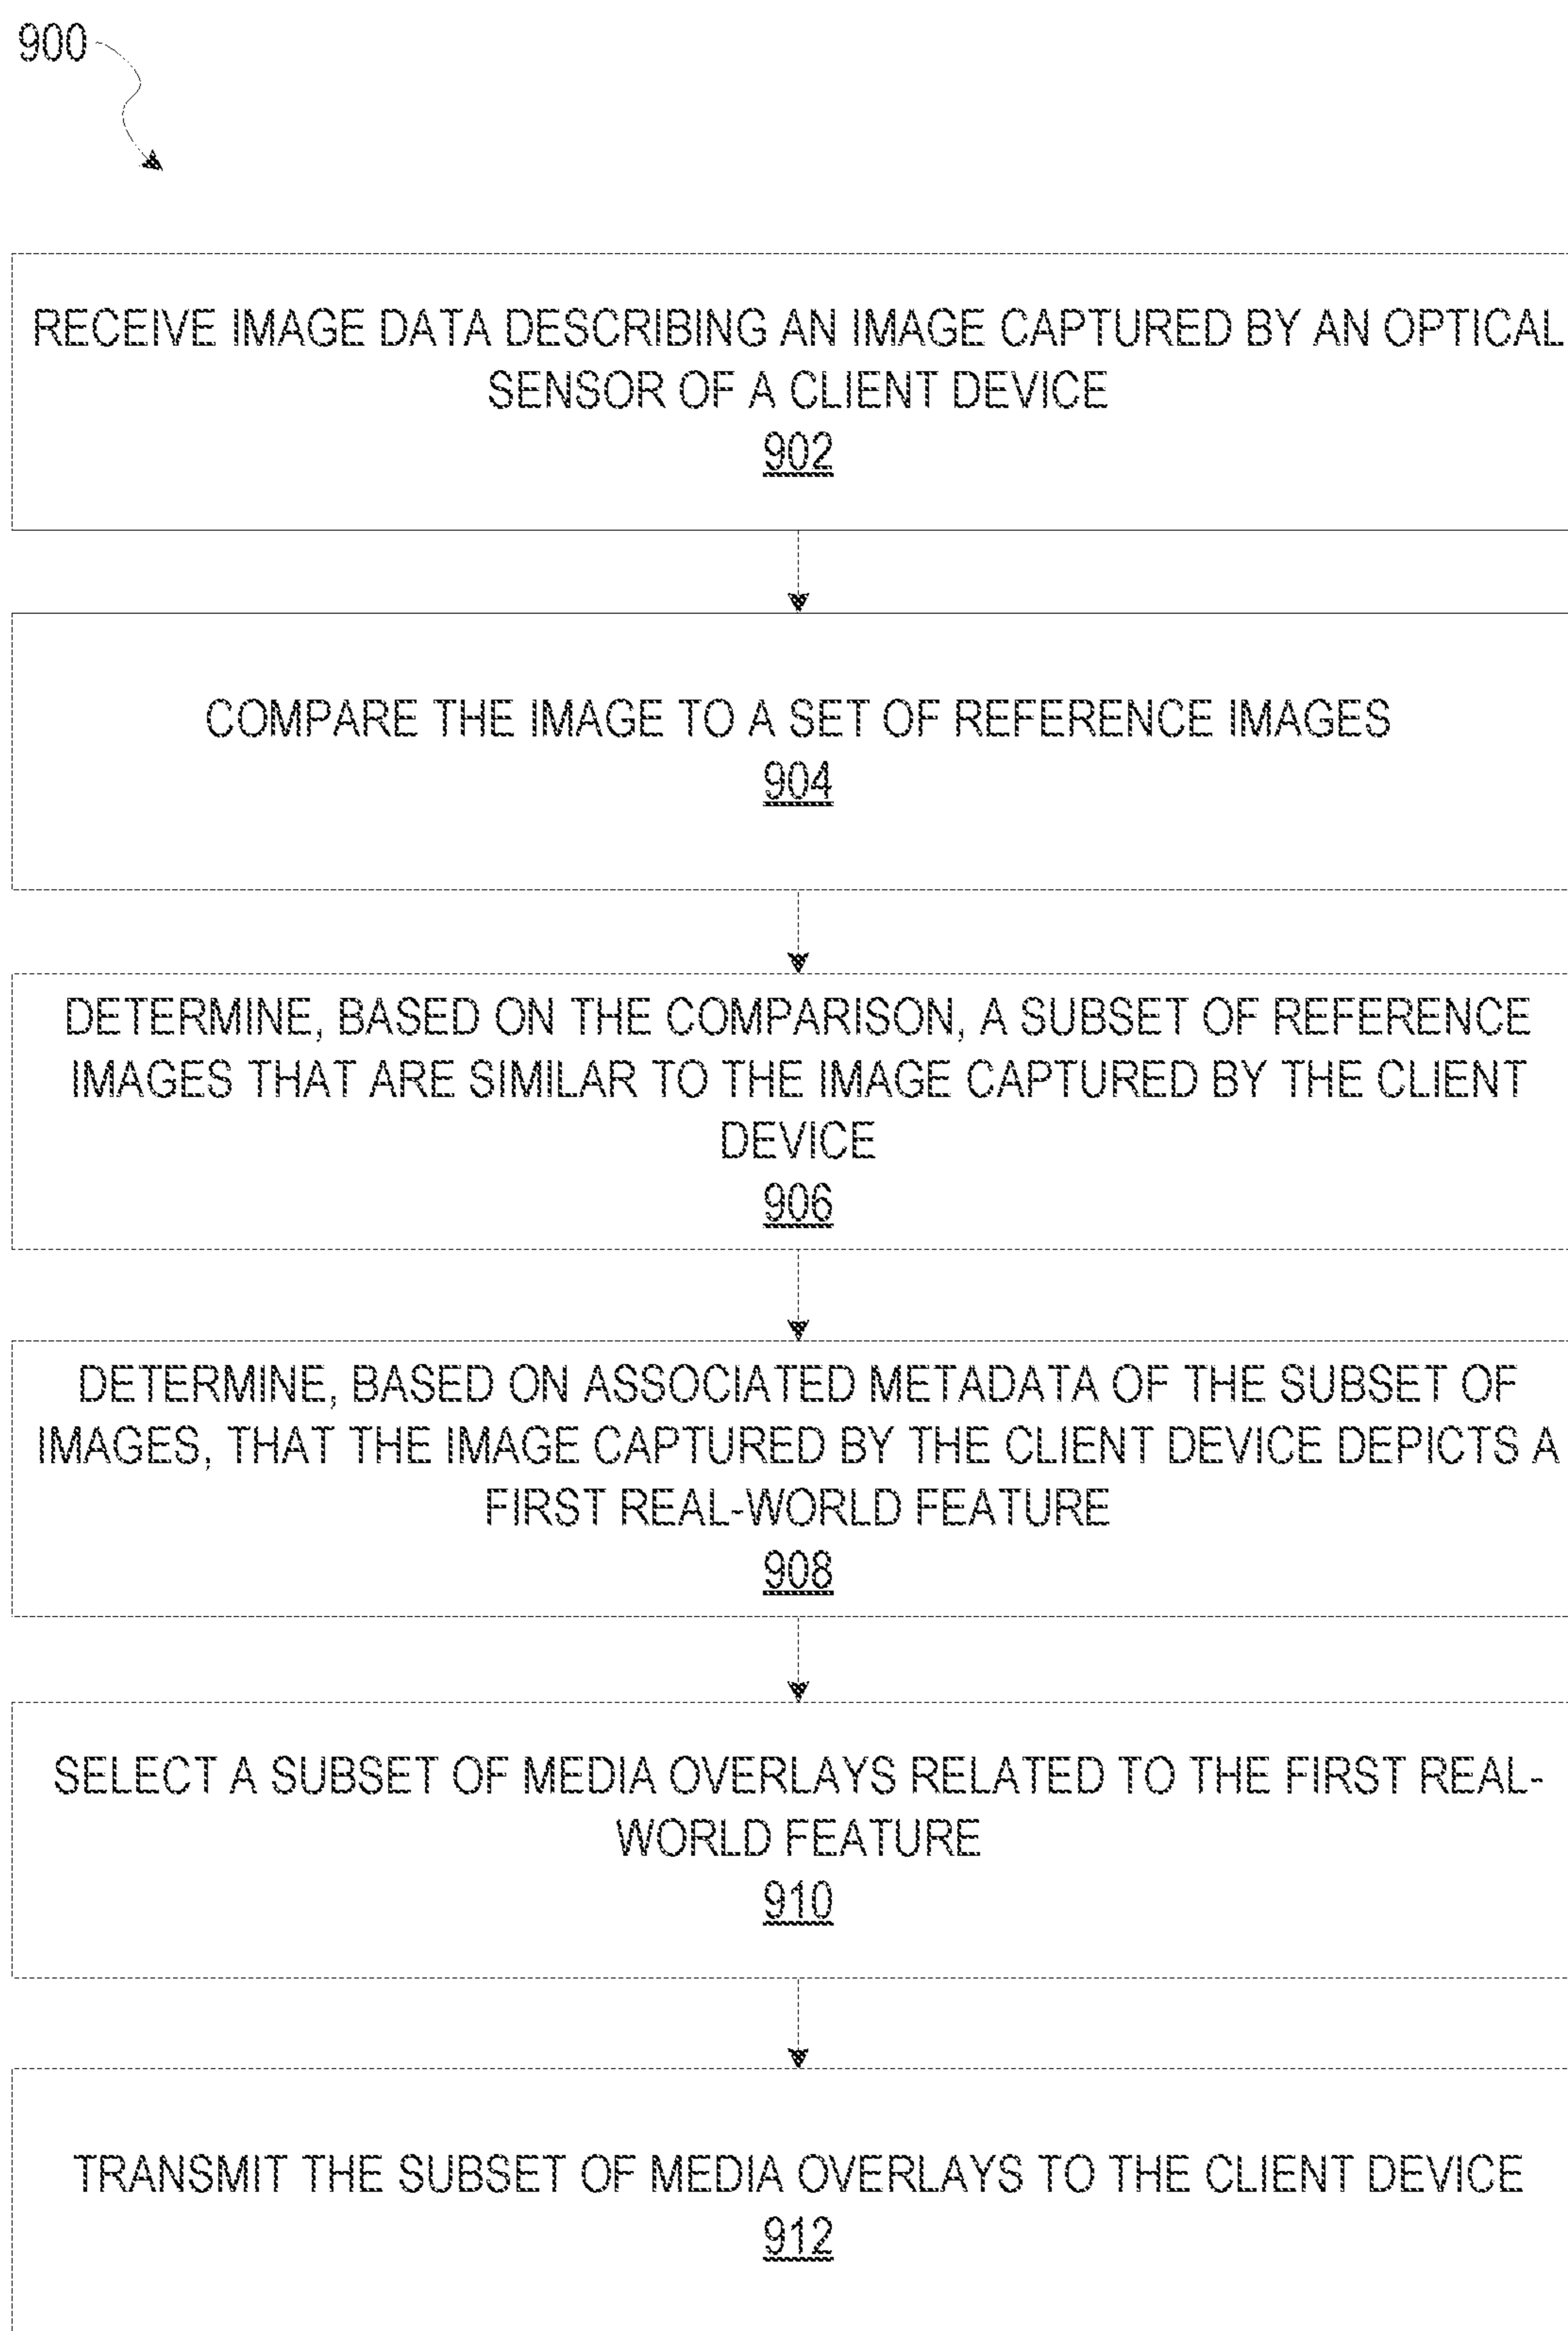 900
RECEIVE IMAGE DATA DESCRIBING AN IMAGE CAPTURED BY AN OPTICAL
SENSOR OF A CLIENT DEVICE
902
COMPARE THE IMAGE TO A SET OF REFERENCE IMAGES
904
DETERMINE, BASED ON THE COMPARISON, A SUBSET OF REFERENCE
IMAGES THAT ARE SIMILAR TO THE IMAGE CAPTURED BY THE CLIENT
DEVICE
906
DETERMINE, BASED ON ASSOCIATED METADATA OF THE SUBSET OF
IMAGES, THAT THE IMAGE CAPTURED BY THE CLIENT DEVICE DEPICTS A
FIRST REAL-WORLD FEATURE
908
SELECT A SUBSET OF MEDIA OVERLAYS RELATED TO THE FIRST REAL-
WORLD FEATURE
910
TRANSMIT THE SUBSET OF MEDIA OVERLAYS TO THE CLIENT DEVICE
912